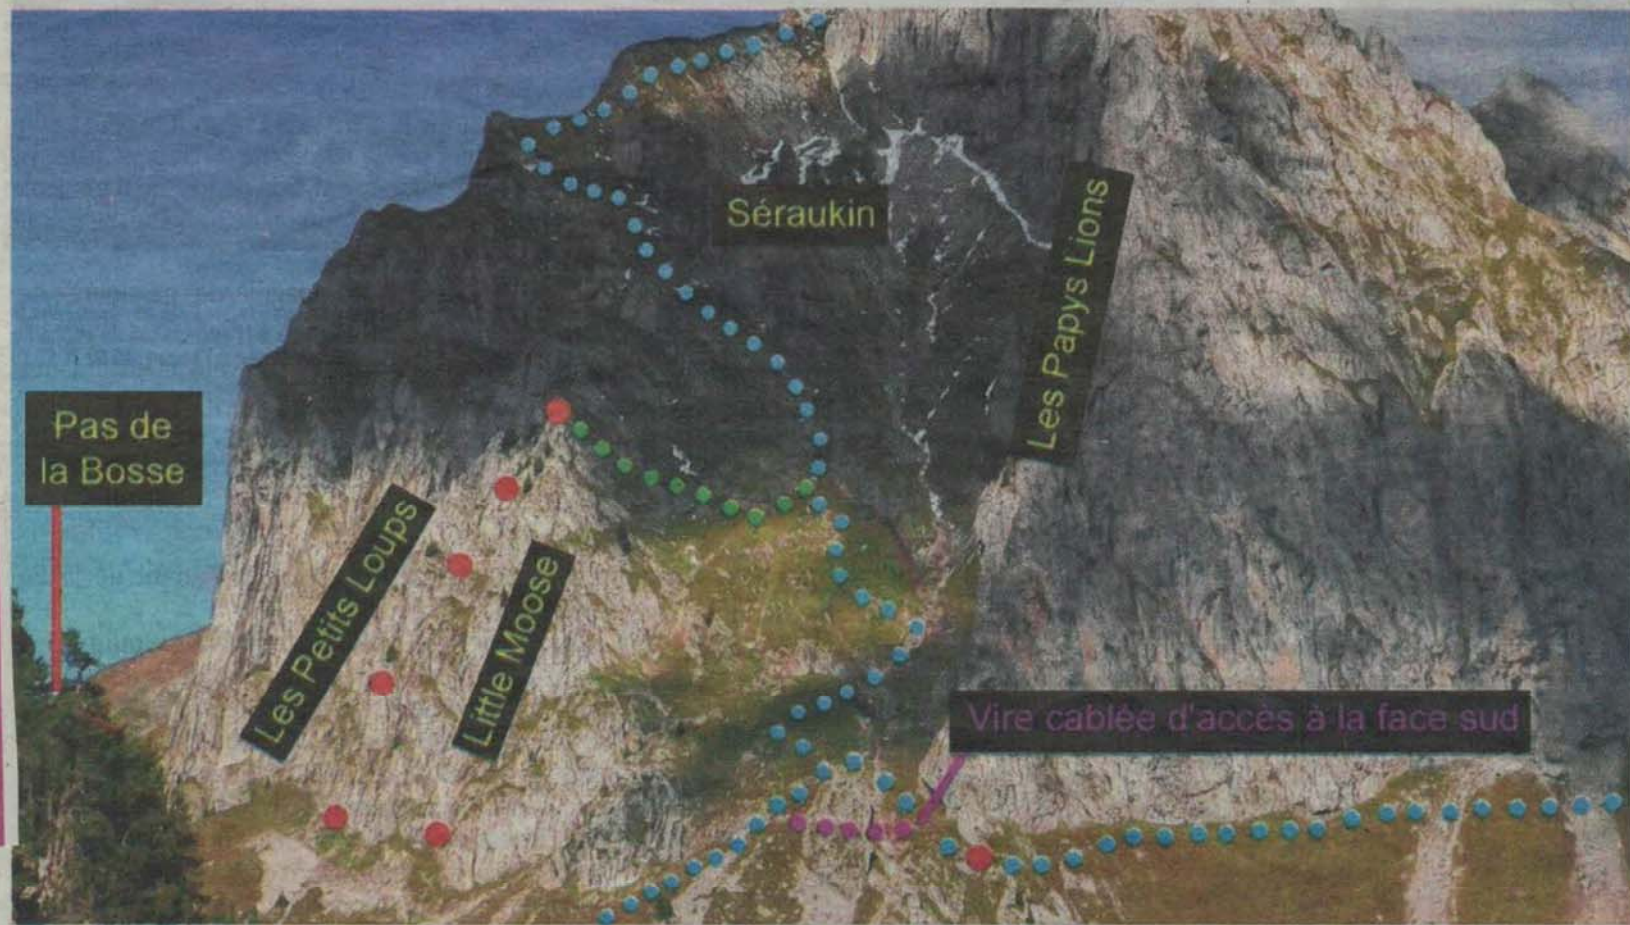 Séraukin
Les Papys Lions
Pas de
la Bosse
Les Petits Loups
Little Moose
Vire cablée d'accès à la face sud